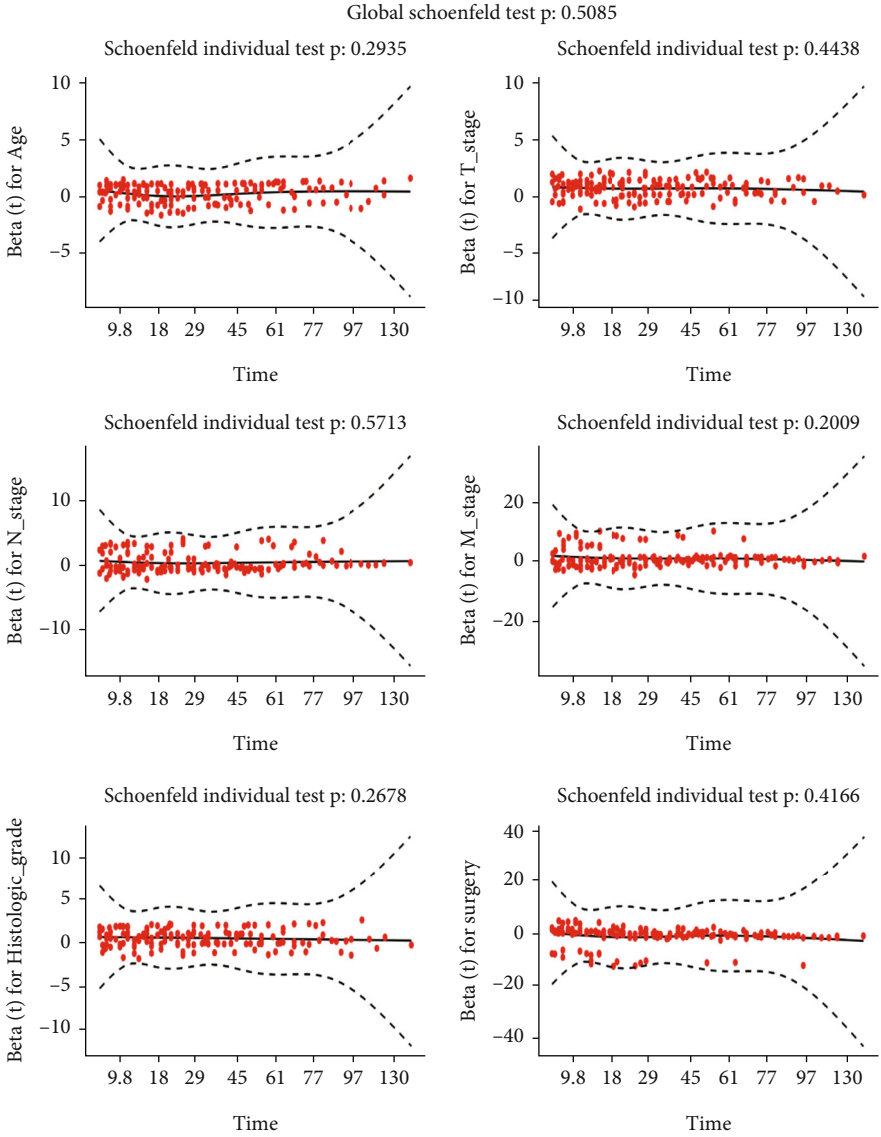 Global schoenfeld test p: 0.5085
Schoenfeld individual test p: 0.2935
Beta (t) for Age
10
5
0
−5
9.8 18 29 45 61 77 97 130
Time
Schoenfeld individual test p: 0.4438
Beta (t) for T_stage
10
5
0
−5
−10
9.8 18 29 45 61 77 97 130
Time
Schoenfeld individual test p: 0.5713
Beta (t) for N_stage
10
0
−10
9.8 18 29 45 61 77 97 130
Time
Schoenfeld individual test p: 0.2009
Beta (t) for M_stage
20
0
−20
9.8 18 29 45 61 77 97 130
Time
Schoenfeld individual test p: 0.2678
Beta (t) for Histologic_grade
10
5
0
−5
−10
9.8 18 29 45 61 77 97 130
Time
Schoenfeld individual test p: 0.4166
Beta (t) for surgery
40
20
0
−20
−40
9.8 18 29 45 61 77 97 130
Time